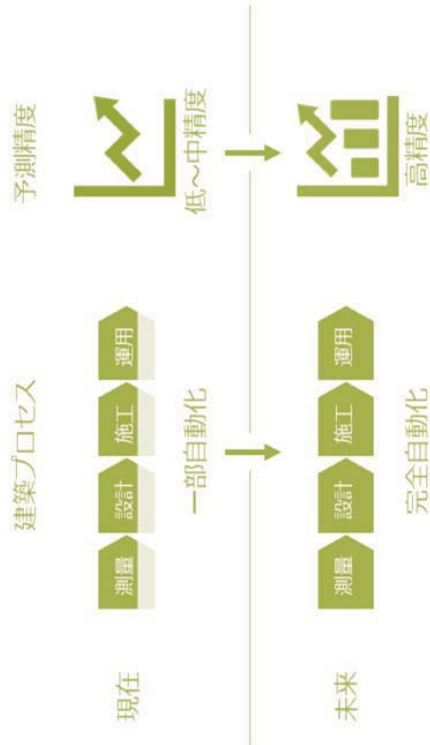 建築プロセス
予測精度
現在
測量
設計
施工
運用
一部自動化
低~中精度
未来
測量
設計
施工
運用
完全自動化
高精度